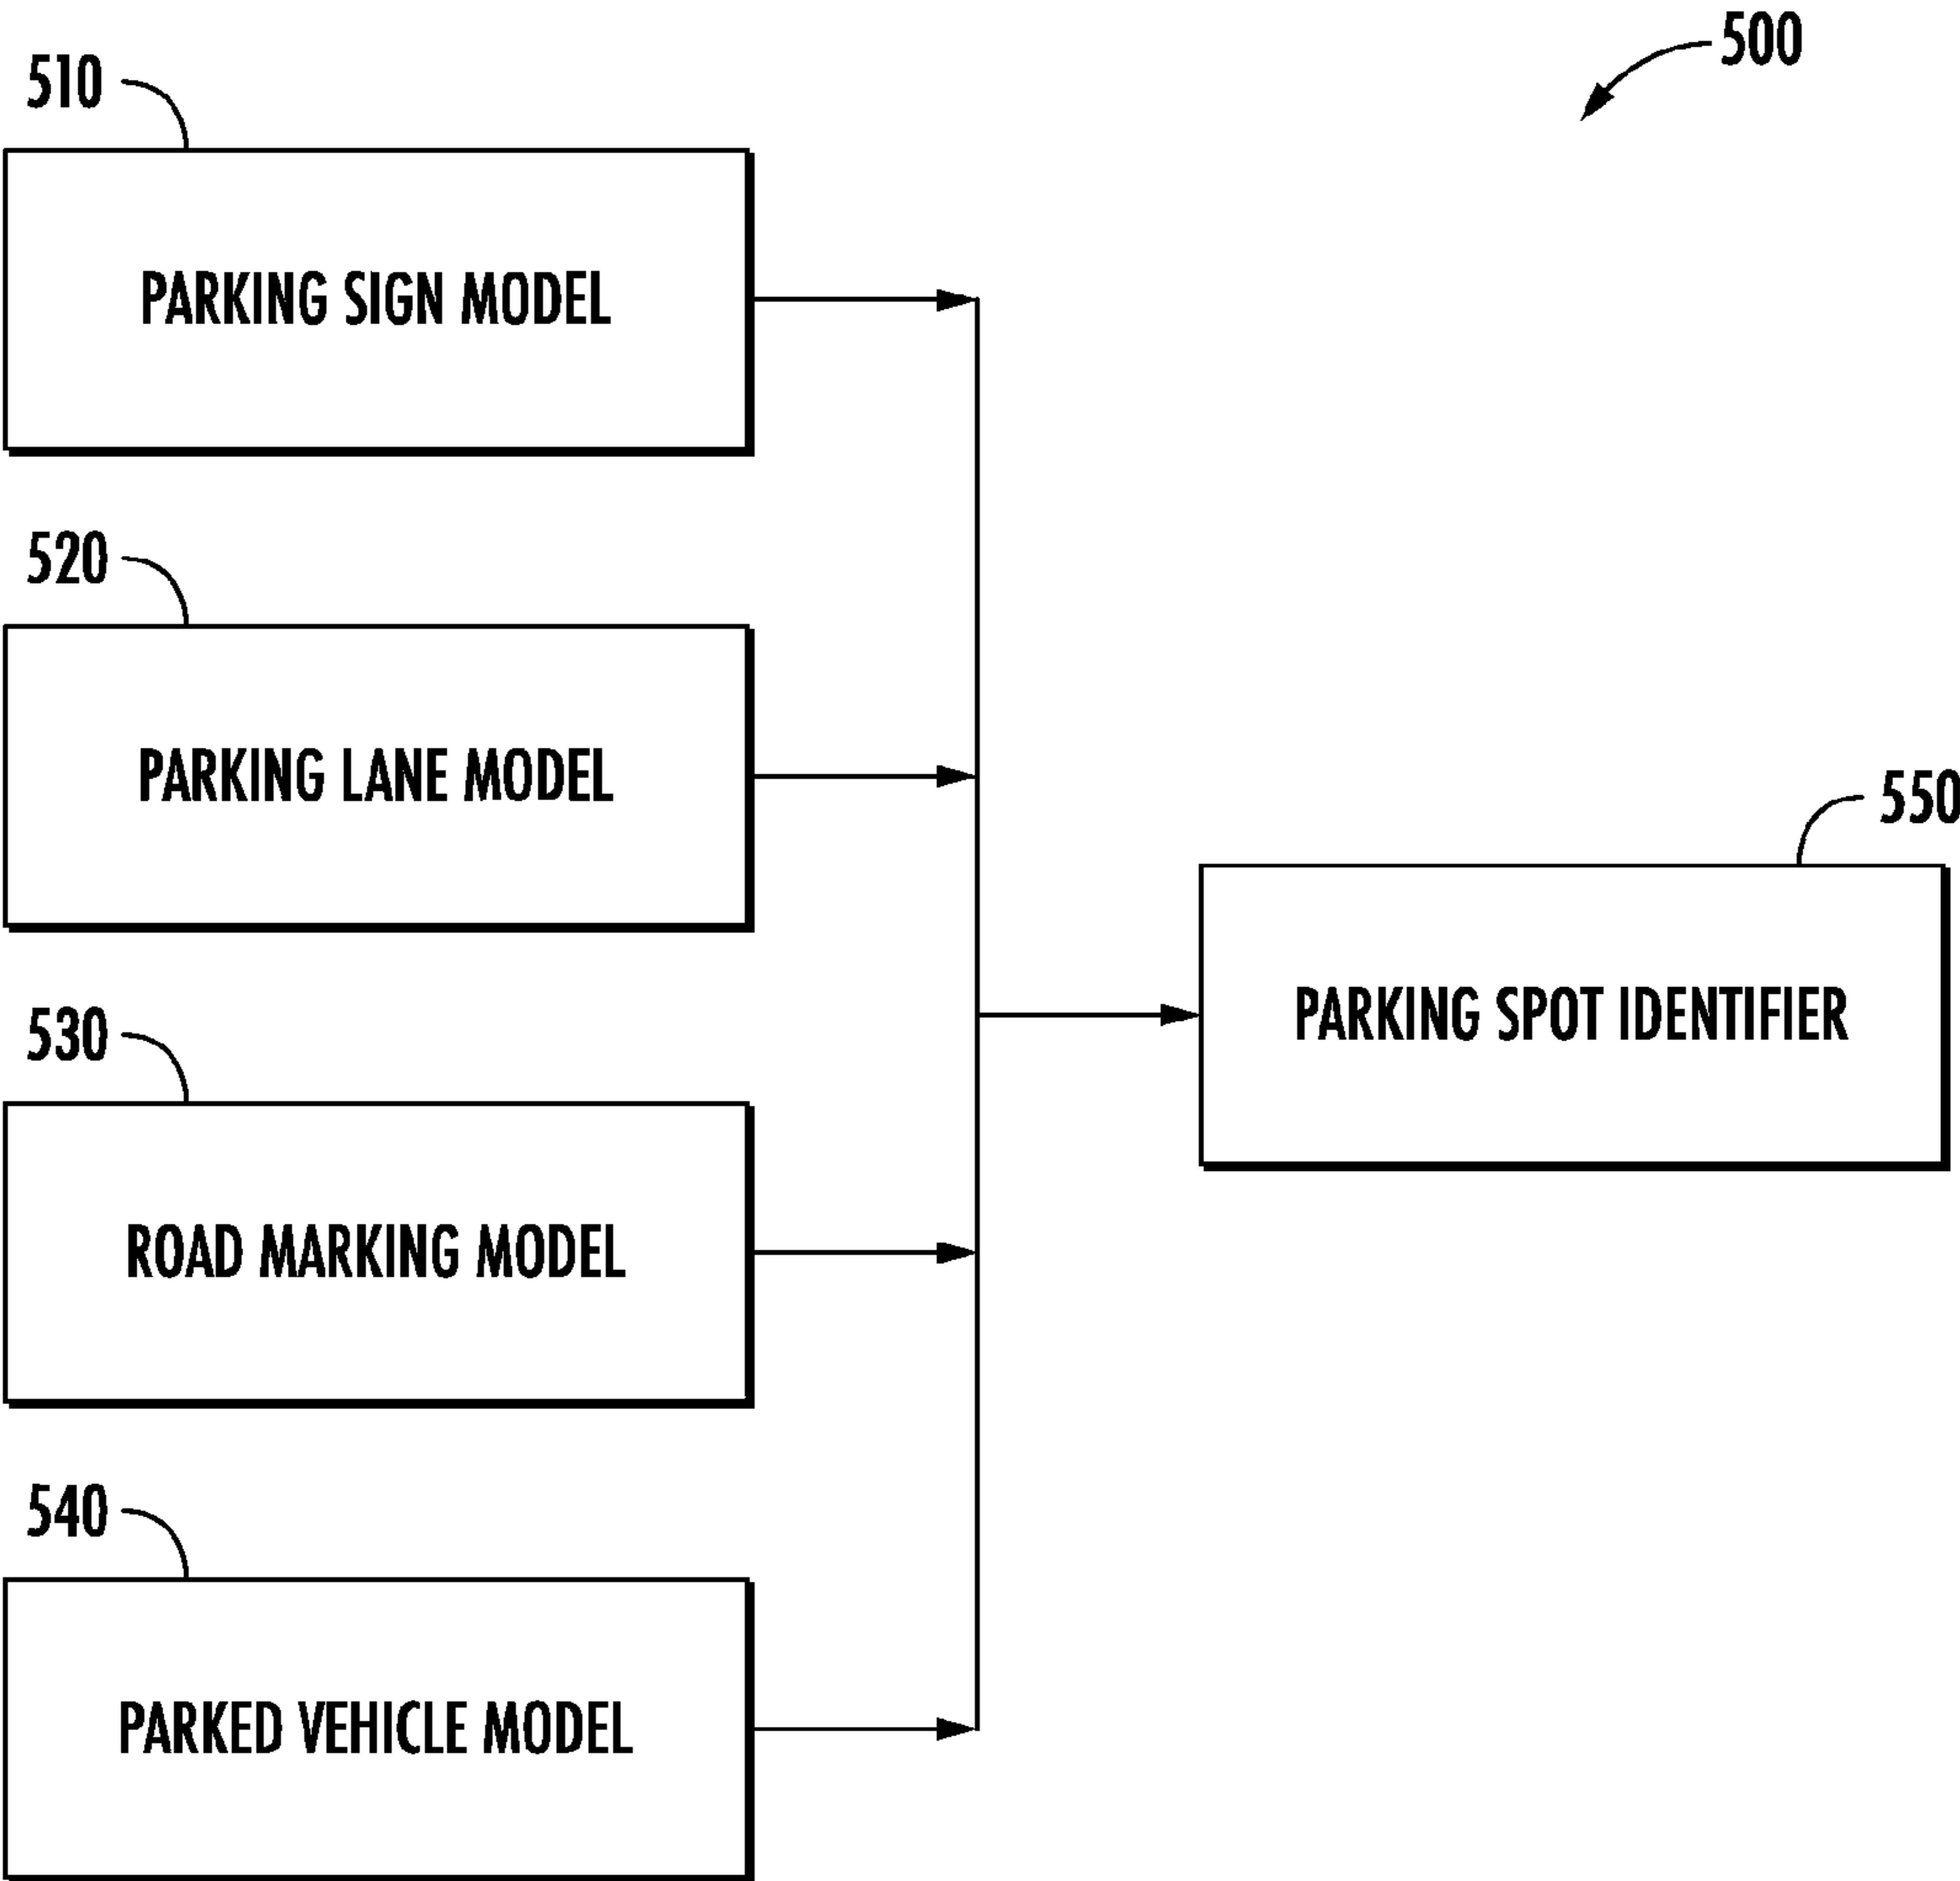 500
510
PARKING SIGN MODEL
520
PARKING LANE MODEL
550
PARKING SPOT IDENTIFIER
530
ROAD MARKING MODEL
540
PARKED VEHICLE MODEL